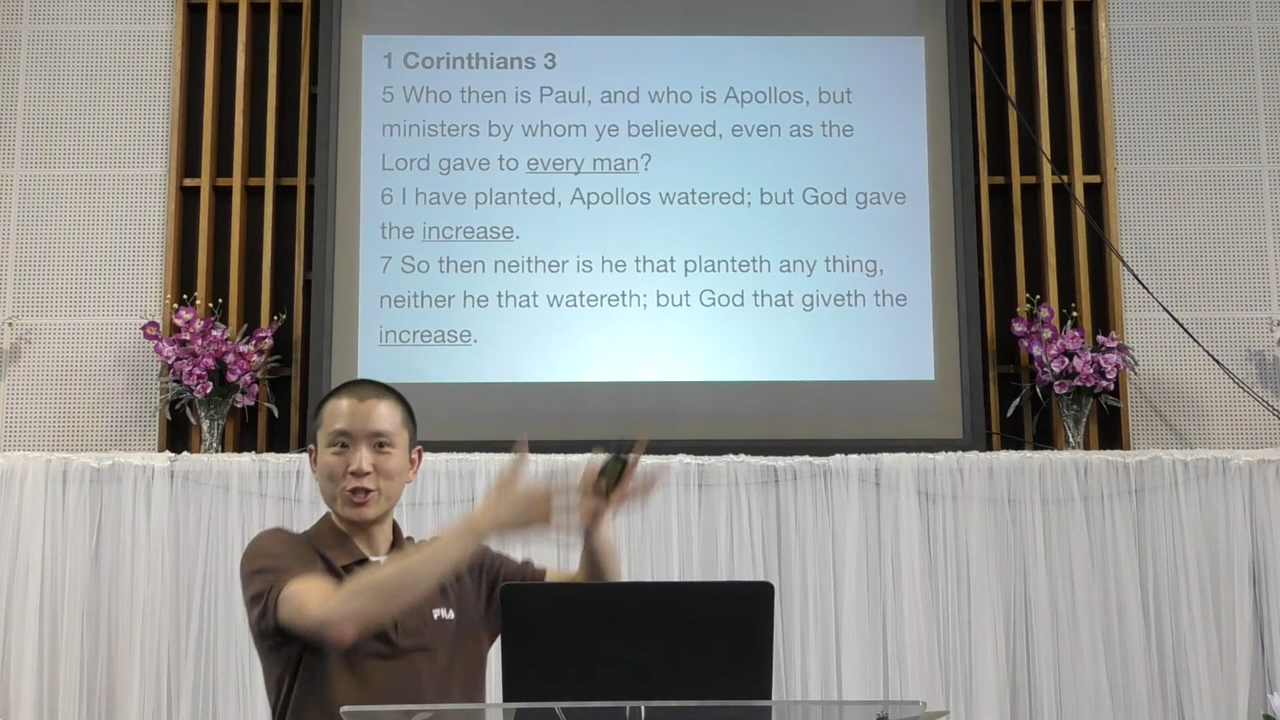 1 Corinthians 3
5 Who then is Paul, and who is Apollos, but
ministers by whom ye believed, even as the
Lord gave to every man?
6 I have planted, Apollos watered; but God gave
the increase.
7 So then neither is he that planteth any thing,
neither he that watereth; but God that giveth the
increase.
FILA